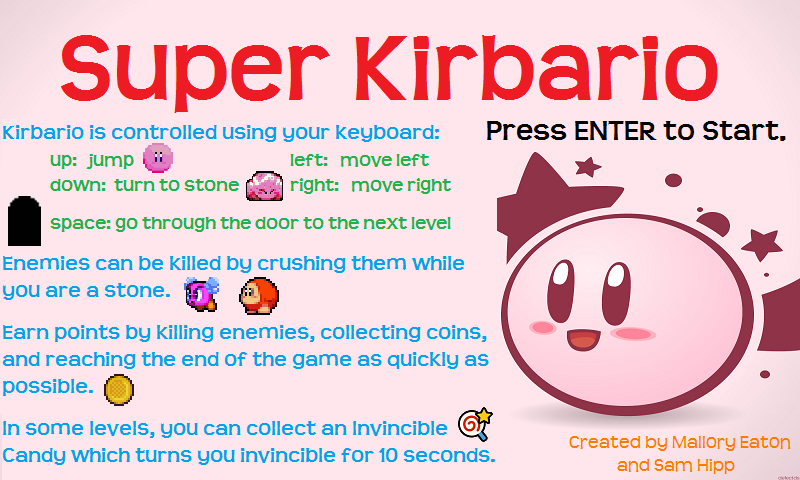 Super Kirbario
Kirbario is controlled using your Keyboard:
Press ENTER to Start.
up: jump
left: move left
down: turn to stone
right: move right
space: go through the door to the next level
Enemies can be killed by crushing them while
you are a stone.
Earn points by killing enemies, collecting coins,
and reaching the end of the game as quickly as
possible.
In some levels, you can collect an Invincible
Candy which turns you invincible for 10 seconds.
Created by Mallory Eaton
and Sam Hipp